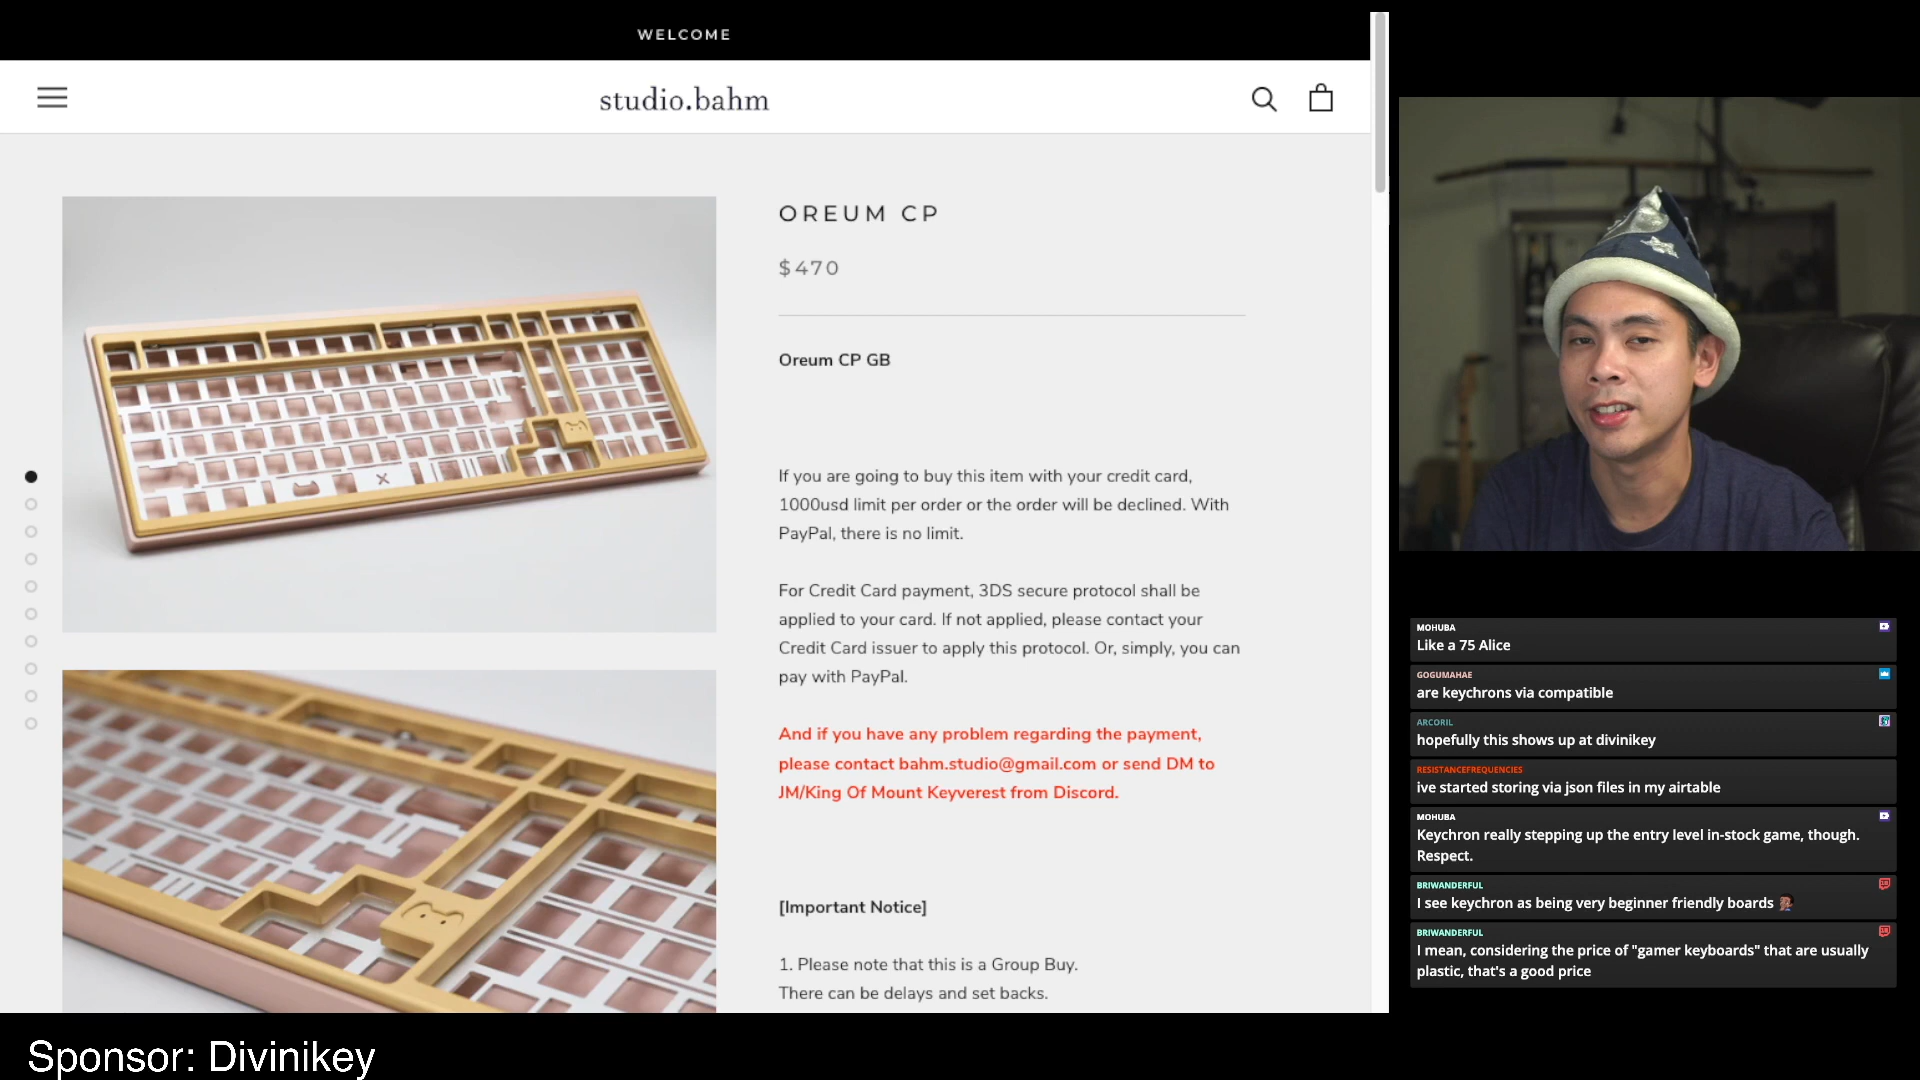 WELCOME
studio.bahm
OREUM CP
$470
Oreum CP GB
If you are going to buy this item with your credit card,
1000usd limit per order or the order will be declined. With
PayPal, there is no limit.
For Credit Card payment, 3DS secure protocol shall be
applied to your card. If not applied, please contact your
Credit Card issuer to apply this protocol. Or, simply, you can
pay with PayPal.
And if you have any problem regarding the payment,
please contact bahm.studio@gmail.com or send DM to
JM/King Of Mount Keyverest from Discord.
[Important Notice]
1. Please note that this is a Group Buy.
There can be delays and set backs.
MOHUBA
Like a 75 Alice
GOGUMAHAE
are keychrons via compatible
ARCORIL
hopefully this shows up at divinikey
RESISTANCEFREQUENCIES
ive started storing via json files in my airtable
MOHUBA
Keychron really stepping up the entry level in-stock game, though.
Respect.
BRIWANDERFUL
I see keychron as being very beginner friendly boards
BRIWANDERFUL
I mean, considering the price of "gamer keyboards" that are usually
plastic, that's a good price
Sponsor: Divinikey